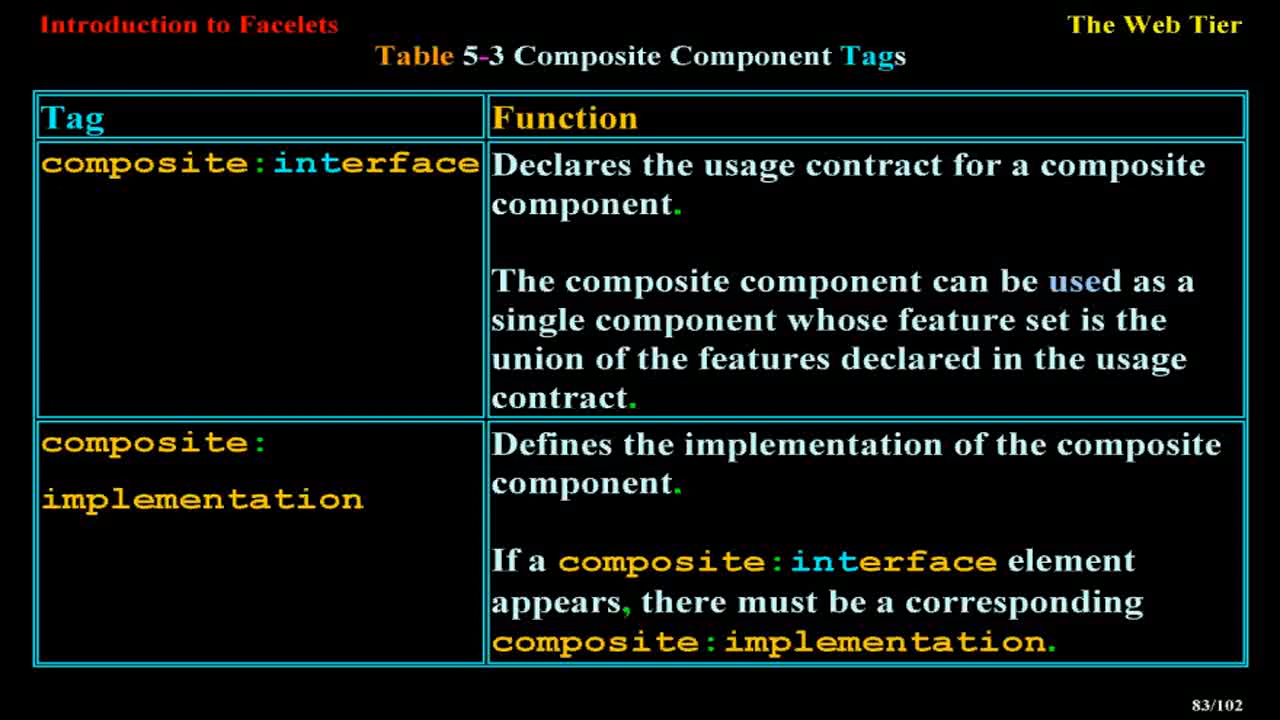 Introduction to Facelets
The Web Tier
Table 5-3 Composite Component Tags
Tag
Function
composite:interface
Declares the usage contract for a composite
component.
The composite component can be used as a
single component whose feature set is the
union of the features declared in the usage
contract.
composite:
implementation
Defines the implementation of the composite
component.
If a composite:interface element
appears, there must be a corresponding
composite:implementation.
83/102